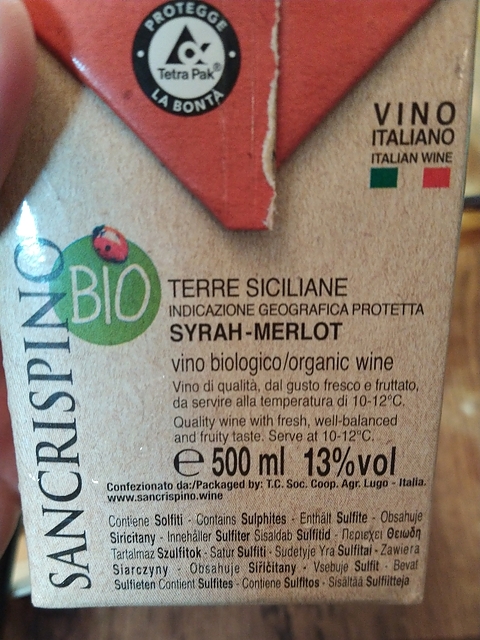 PROTEGGE
Tetra Pak®
LA BONTÀ
VINO
ITALIANO
ITALIAN WINE
SANCRISPINO
BIO
TERRE SICILIANE
INDICAZIONE GEOGRAFICA PROTETTA
SYRAH-MERLOT
vino biologico/organic wine
Vino di qualità, dal gusto fresco e fruttato,
da servire alla temperatura di 10-12°C.
Quality wine with fresh, well-balanced
and fruity taste. Serve at 10-12°C.
℮ 500 ml 13%vol
Confezionato da:/Packaged by: T.C. Soc. Coop. Agr. Lugo - Italia.
www.sancrispino.wine
Contiene Solfiti - Contains Sulphites - Enthält Sulfite - Obsahuje
Siricitany - Innehåller Sulfiter Sisaldab Sulfitid - Περιεχει Θειωδη
Tartalmaz Szulfitok - Satur Sulfiti - Sudetyje Yra Sulfitai - Zawiera
Siarczyny - Obsahuje Siřičitany - Vsebuje Sulfit - Bevat
Sulfieten Contient Sulfites - Contiene Sulfitos - Sisältää Sulfiitteja